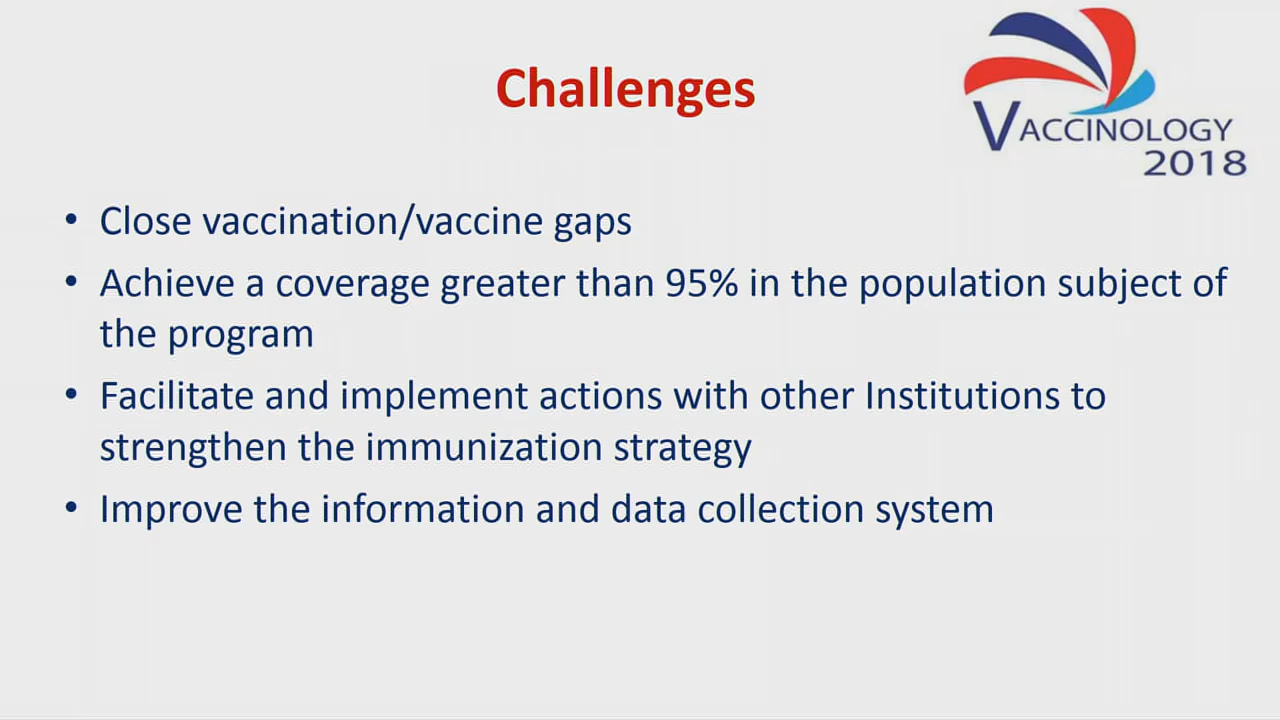 Challenges
VACCINOLOGY
2018
• Close vaccination/vaccine gaps
• Achieve a coverage greater than 95% in the population subject of
the program
• Facilitate and implement actions with other Institutions to
strengthen the immunization strategy
• Improve the information and data collection system